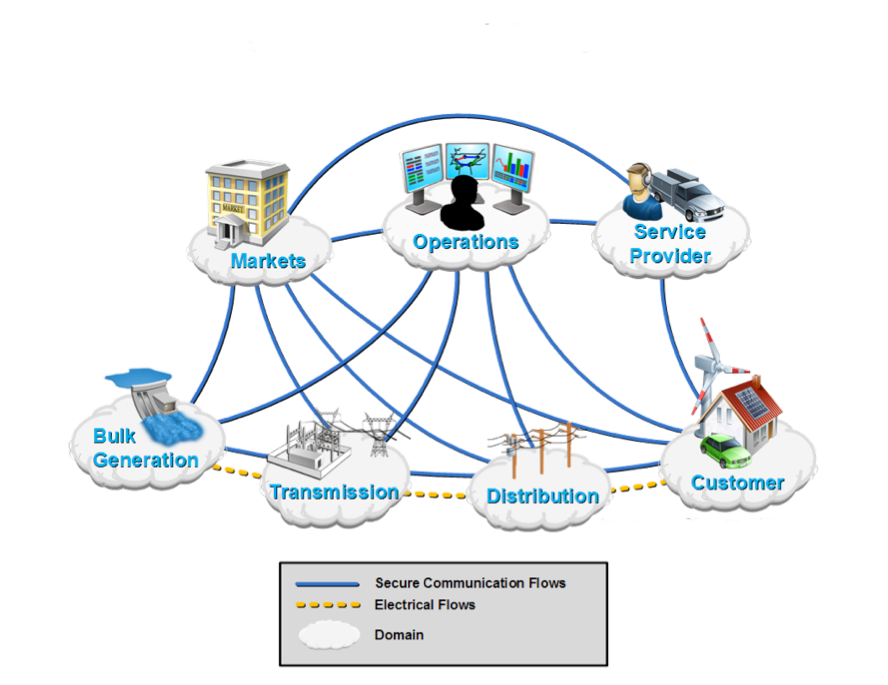 MARKET
Markets
Operations
Service
Provider
Bulk
Generation
Transmission
Distribution
Customer
Secure Communication Flows
Electrical Flows
Domain